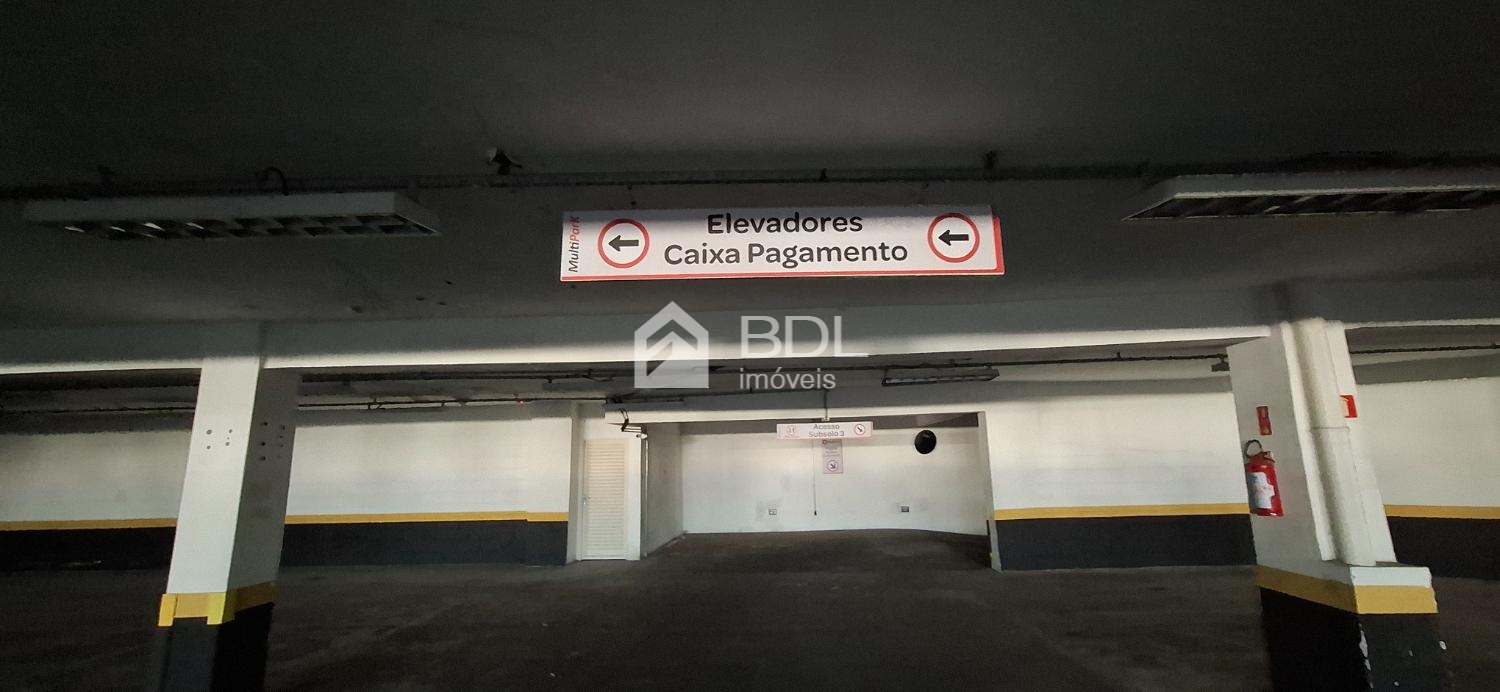 MultiPark
Elevadores
Caixa Pagamento
BDL
imóveis
Acesso
Subsolo 3